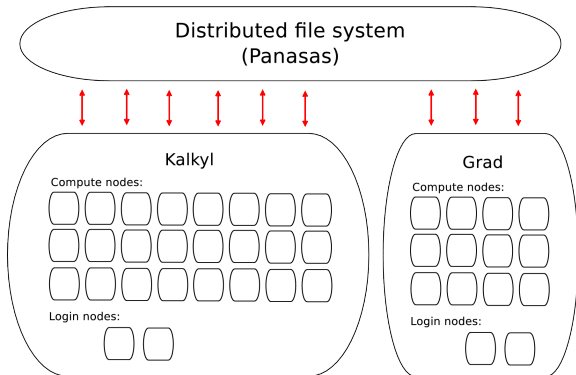 Distributed file system
(Panasas)
Kalkyl
Compute nodes:
Login nodes:
Grad
Compute nodes:
Login nodes: